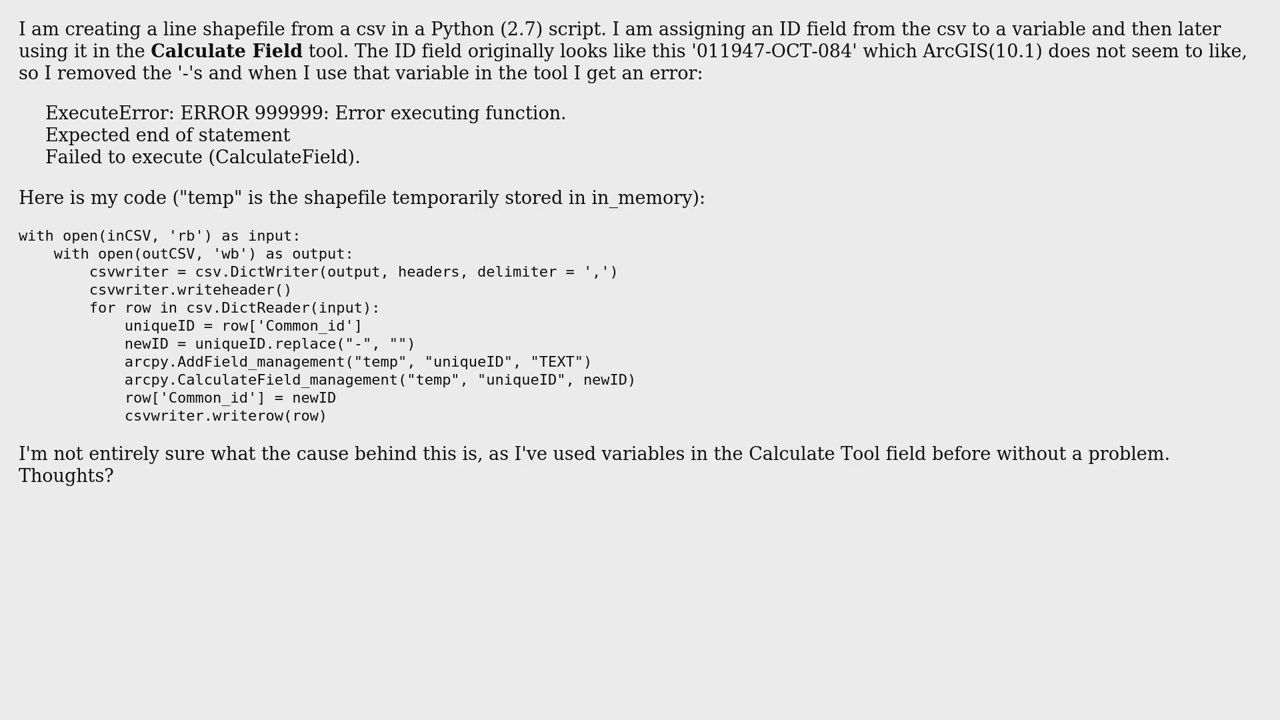 I am creating a line shapefile from a csv in a Python (2.7) script. I am assigning an ID field from the csv to a variable and then later
using it in the Calculate Field tool. The ID field originally looks like this '011947-OCT-084' which ArcGIS(10.1) does not seem to like,
so I removed the '-'s and when I use that variable in the tool I get an error:
ExecuteError: ERROR 999999: Error executing function.
Expected end of statement
Failed to execute (CalculateField).
Here is my code ("temp" is the shapefile temporarily stored in in_memory):
with open(inCSV, 'rb') as input:
    with open(outCSV, 'wb') as output:
        csvwriter = csv.DictWriter(output, headers, delimiter = ',')
        csvwriter.writeheader()
        for row in csv.DictReader(input):
            uniqueID = row['Common_id']
            newID = uniqueID.replace("-", "")
            arcpy.AddField_management("temp", "uniqueID", "TEXT")
            arcpy.CalculateField_management("temp", "uniqueID", newID)
            row['Common_id'] = newID
            csvwriter.writerow(row)
I'm not entirely sure what the cause behind this is, as I've used variables in the Calculate Tool field before without a problem.
Thoughts?